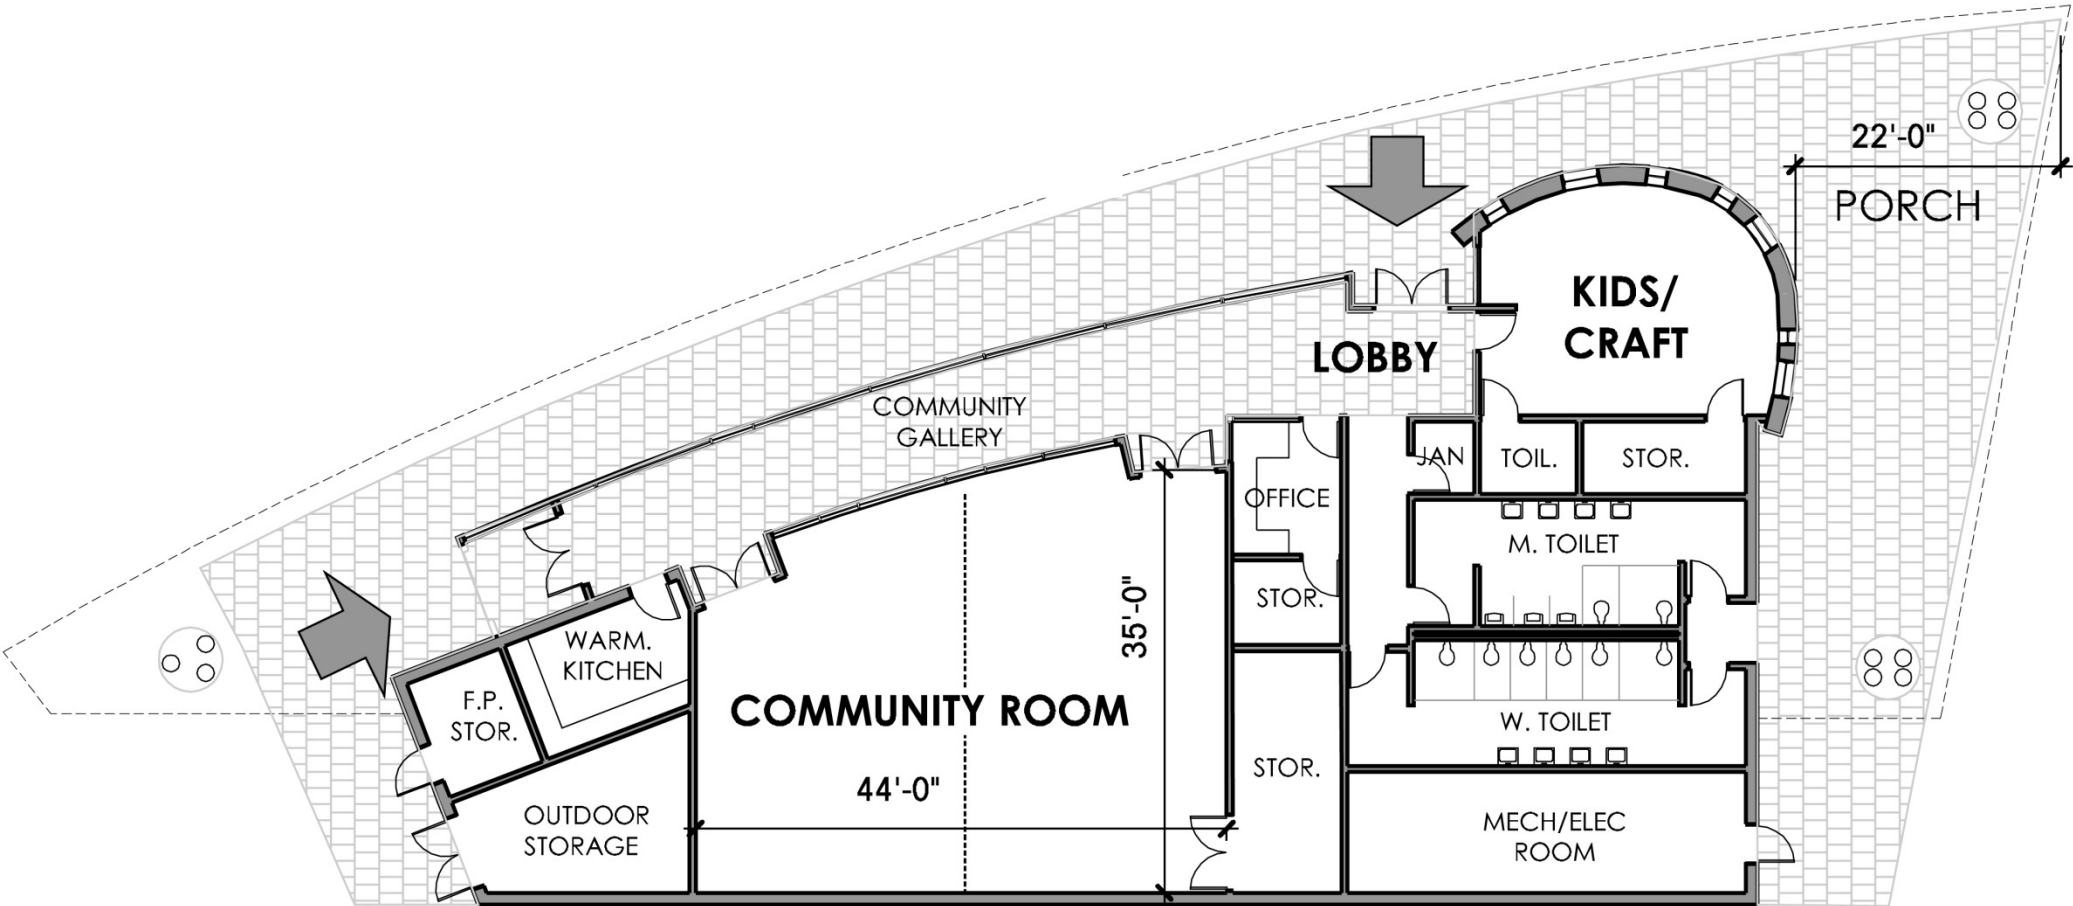 22'-0"
PORCH
KIDS/
CRAFT
LOBBY
COMMUNITY
GALLERY
JAN
TOIL.
STOR.
OFFICE
M. TOILET
STOR.
35'-0"
WARM.
KITCHEN
F.P.
STOR.
COMMUNITY ROOM
W. TOILET
STOR.
44'-0"
OUTDOOR
STORAGE
MECH/ELEC
ROOM